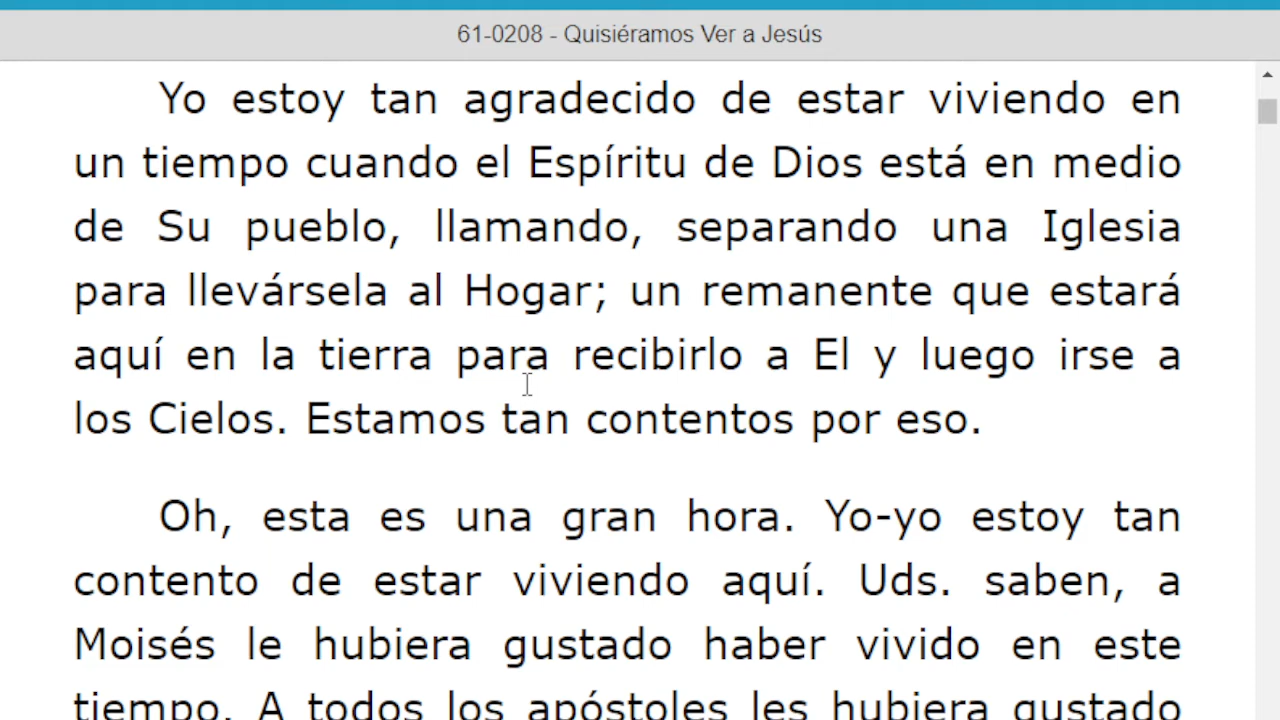 61-0208 - Quisiéramos Ver a Jesús
Yo estoy tan agradecido de estar viviendo en
un tiempo cuando el Espíritu de Dios está en medio
de Su pueblo, llamando, separando una Iglesia
para llevársela al Hogar; un remanente que estará
aquí en la tierra para recibirlo a El y luego irse a
los Cielos. Estamos tan contentos por eso.
Oh, esta es una gran hora. Yo-yo estoy tan
contento de estar viviendo aquí. Uds. saben, a
Moisés le hubiera gustado haber vivido en este
tiempo. A todos los apóstoles les hubiera gustado